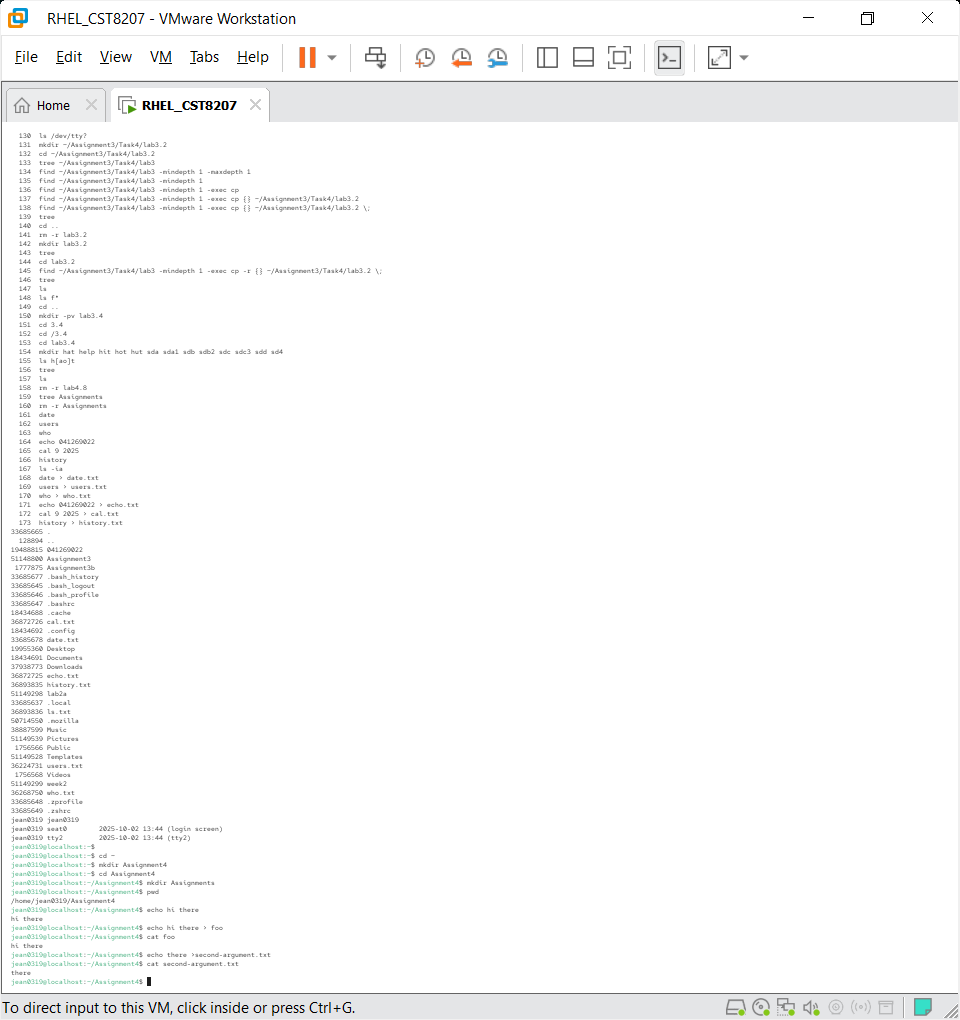 RHEL_CST8207 - VMware Workstation
File Edit View VM Tabs Help
Home RHEL_CST8207
130 ls /dev/tty?
131 mkdir ~/Assignment3/Task4/lab3.2
132 cd ~/Assignment3/Task4/lab3.2
133 tree ~/Assignment3/Task4/lab3
134 find ~/Assignment3/Task4/lab3 -mindepth 1 -maxdepth 1
135 find ~/Assignment3/Task4/lab3 -mindepth 1
136 find ~/Assignment3/Task4/lab3 -mindepth 1 -exec cp
137 find ~/Assignment3/Task4/lab3 -mindepth 1 -exec cp {} ~/Assignment3/Task4/lab3.2
138 find ~/Assignment3/Task4/lab3 -mindepth 1 -exec cp {} ~/Assignment3/Task4/lab3.2 \;
139 tree
140 cd ..
141 rm -r lab3.2
142 mkdir lab3.2
143 tree
144 cd lab3.2
145 find ~/Assignment3/Task4/lab3 -mindepth 1 -exec cp -r {} ~/Assignment3/Task4/lab3.2 \;
146 tree
147 ls
148 ls f*
149 cd ..
150 mkdir -pv lab3.4
151 cd 3.4
152 cd /3.4
153 cd lab3.4
154 mkdir hat help hit hot hut sda sda1 sdb sdb2 sdc sdc3 sdd sd4
155 ls h[ao]t
156 tree
157 ls
158 rm -r lab4.8
159 tree Assignments
160 rm -r Assignments
161 date
162 users
163 who
164 echo 041269022
165 cal 9 2025
166 history
167 ls -ia
168 date > date.txt
169 users > users.txt
170 who > who.txt
171 echo 041269022 > echo.txt
172 cal 9 2025 > cal.txt
173 history > history.txt
33685665 .
128894 ..
19488815 041269022
51148800 Assignment3
1777875 Assignment3b
33685677 .bash_history
33685645 .bash_logout
33685646 .bash_profile
33685647 .bashrc
18434688 .cache
36872726 cal.txt
18434692 .config
33685678 date.txt
19955360 Desktop
18434691 Documents
37938773 Downloads
36872725 echo.txt
36893835 history.txt
51149298 lab2a
33685637 .local
36893836 ls.txt
50714550 .mozilla
38887599 Music
51149539 Pictures
1756566 Public
51149528 Templates
36224731 users.txt
1756568 Videos
51149299 week2
36268750 who.txt
33685648 .zprofile
33685649 .zshrc
jean0319 jean0319
jean0319 seat0 2025-10-02 13:44 (login screen)
jean0319 tty2 2025-10-02 13:44 (tty2)
jean0319@localhost:~$
jean0319@localhost:~$ cd ~
jean0319@localhost:~$ mkdir Assignment4
jean0319@localhost:~$ cd Assignment4
jean0319@localhost:~/Assignment4$ mkdir Assignments
jean0319@localhost:~/Assignment4$ pwd
/home/jean0319/Assignment4
jean0319@localhost:~/Assignment4$ echo hi there
hi there
jean0319@localhost:~/Assignment4$ echo hi there > foo
jean0319@localhost:~/Assignment4$ cat foo
hi there
jean0319@localhost:~/Assignment4$ echo there >second-argument.txt
jean0319@localhost:~/Assignment4$ cat second-argument.txt
there
jean0319@localhost:~/Assignment4$
To direct input to this VM, click inside or press Ctrl+G.